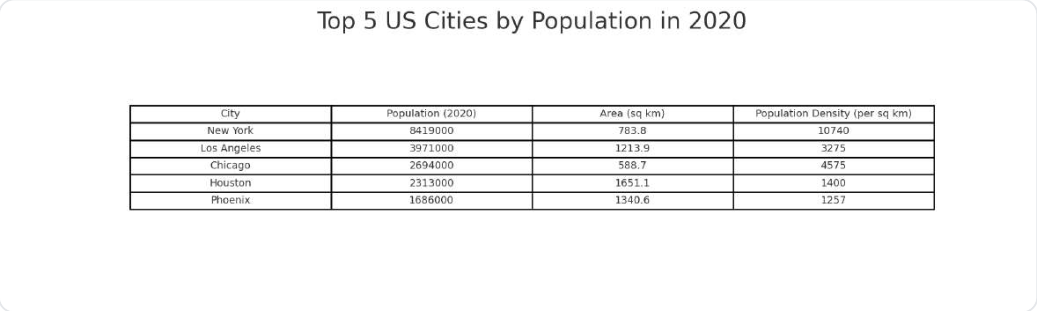 Top 5 US Cities by Population in 2020
City Population (2020) Area (sq km) Population Density (per sq km)
New York 8419000 783.8 10740
Los Angeles 3971000 1213.9 3275
Chicago 2694000 588.7 4575
Houston 2313000 1651.1 1400
Phoenix 1686000 1340.6 1257